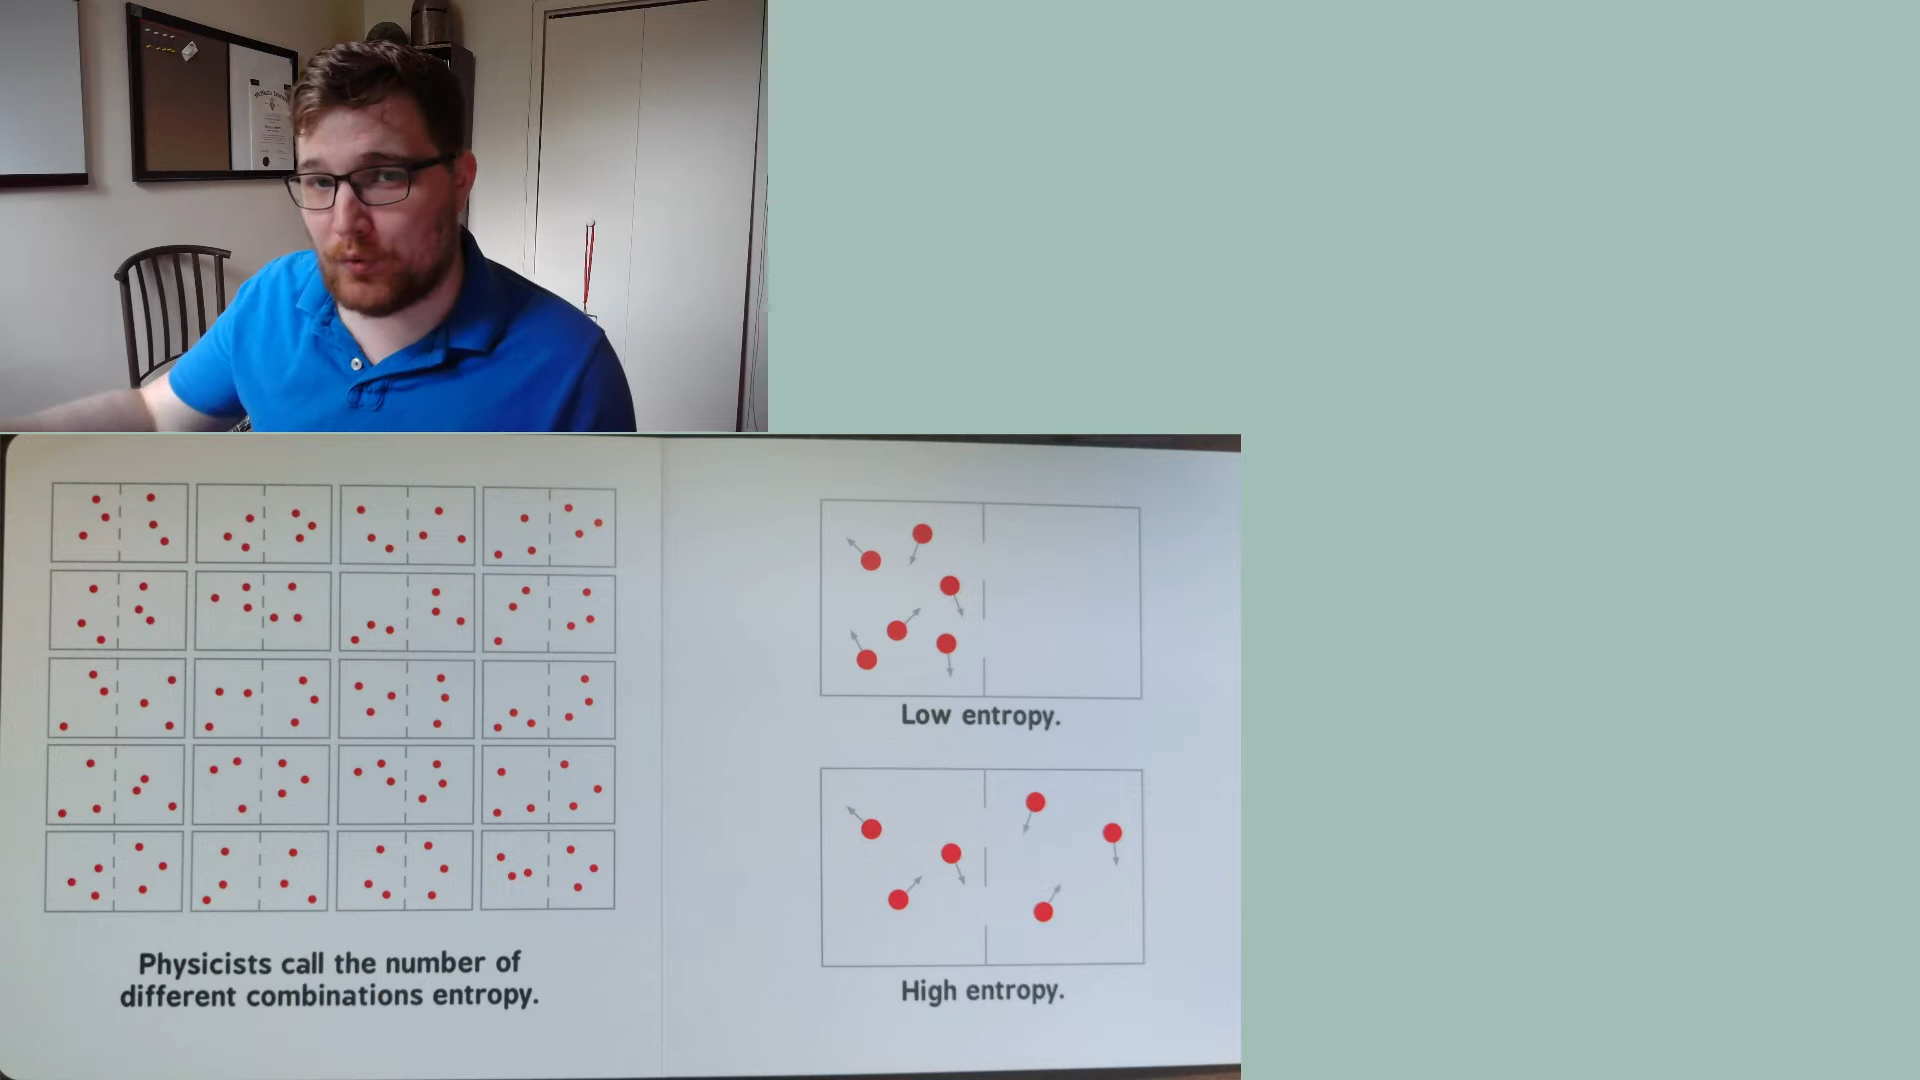 Physicists call the number of
different combinations entropy.
Low entropy.
High entropy.